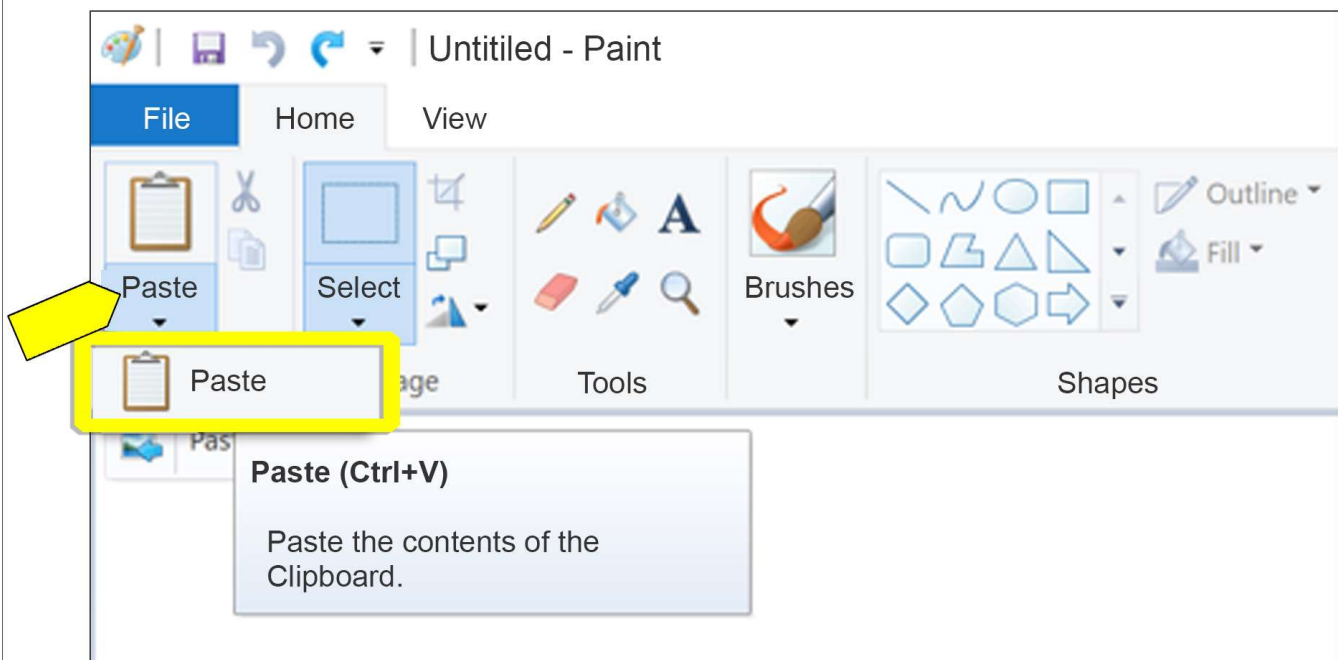 Untitiled - Paint
File Home View
Outline
Fill
Paste
Select
Brushes
Paste
age
Tools
Shapes
Pas
Paste (Ctrl+V)
Paste the contents of the
Clipboard.